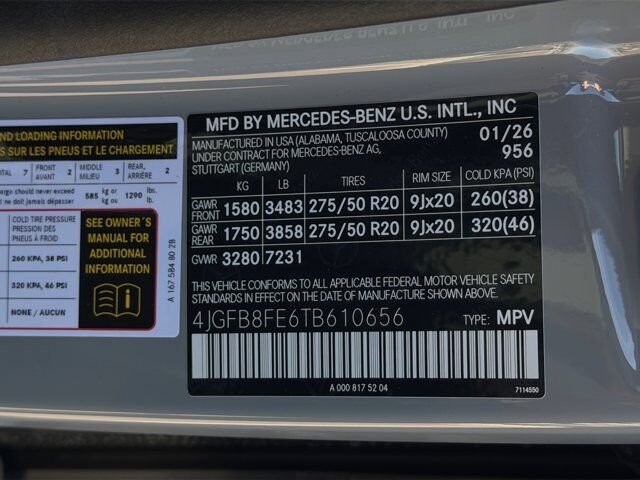 ND LOADING INFORMATION
S SUR LES PNEUS ET LE CHARGEMENT
TOTAL 7 FRONT AVANT 2 MIDDLE MILIEU 3 REAR. ARRIÈRE 2
argo should never exceed 585 kg or 1290 lbs.
t ne doit jamais dépasser kg ou lb.
COLD TIRE PRESSURE
PRESSION DES
PNEUS À FROID
260 KPA, 38 PSI
320 KPA, 46 PSI
NONE / AUCUN
SEE OWNER'S
MANUAL FOR
ADDITIONAL
INFORMATION
A 167 584 80 28
MFD BY MERCEDES-BENZ U.S. INTL., INC
MANUFACTURED IN USA (ALABAMA, TUSCALOOSA COUNTY) 01/26
UNDER CONTRACT FOR MERCEDES-BENZ AG, 956
STUTTGART (GERMANY)
KG LB TIRES RIM SIZE COLD KPA (PSI)
GAWR FRONT 1580 3483 275/50 R20 9Jx20 260(38)
GAWR REAR 1750 3858 275/50 R20 9Jx20 320(46)
GVWR 3280 7231
THIS VEHICLE CONFORMS TO ALL APPLICABLE FEDERAL MOTOR VEHICLE SAFETY
STANDARDS IN EFFECT ON THE DATE OF MANUFACTURE SHOWN ABOVE.
4JGFB8FE6TB610656 TYPE: MPV
A 000 817 52 04
7114550